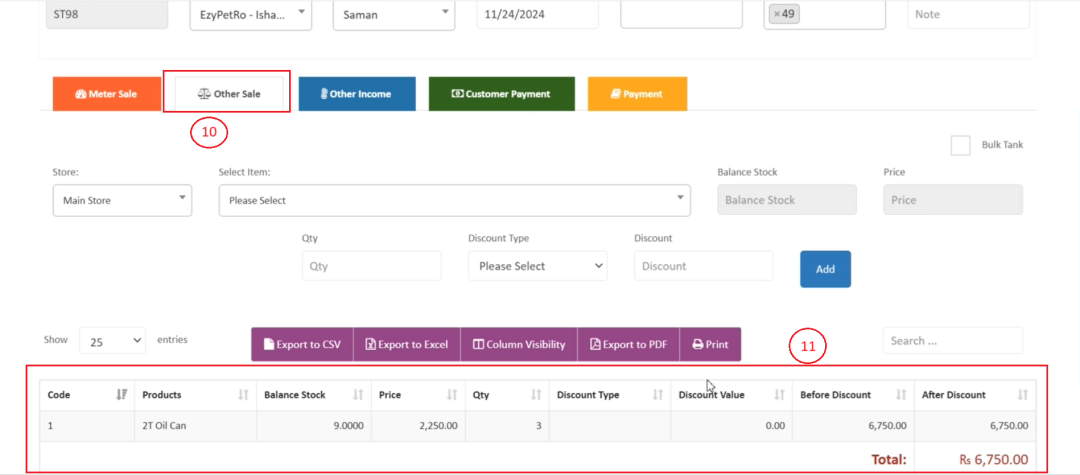 ST98 EzyPetRo - Isha... Saman 11/24/2024 ×49 Note
Meter Sale Other Sale Other Income Customer Payment Payment
10
Bulk Tank
Store: Select Item: Balance Stock Price
Main Store Please Select Balance Stock Price
Qty Discount Type Discount
Qty Please Select Discount Add
Show 25 entries Export to CSV Export to Excel Column Visibility Export to PDF Print 11 Search ...
Code Products Balance Stock Price Qty Discount Type Discount Value Before Discount After Discount
1 2T Oil Can 9.0000 2,250.00 3 0.00 6,750.00 6,750.00
Total: Rs 6,750.00